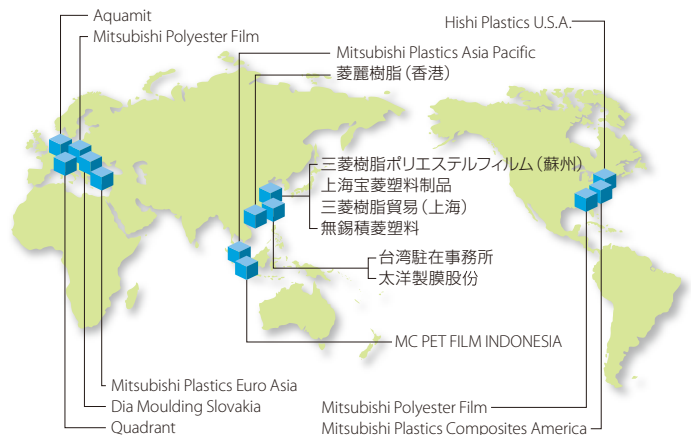 Aquamit
Mitsubishi Polyester Film
Hishi Plastics U.S.A.
Mitsubishi Plastics Asia Pacific
菱麗樹脂（香港）
三菱樹脂ポリエステルフィルム（蘇州）
上海宝菱塑料制品
三菱樹脂貿易（上海）
無錫積菱塑料
台湾駐在事務所
太洋製膜股份
MC PET FILM INDONESIA
Mitsubishi Plastics Euro Asia
Dia Moulding Slovakia
Quadrant
Mitsubishi Polyester Film
Mitsubishi Plastics Composites America